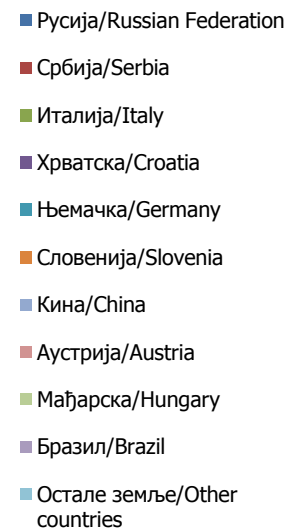 Русија/Russian Federation
Србија/Serbia
Италија/Italy
Хрватска/Croatia
Њемачка/Germany
Словенија/Slovenia
Кина/China
Аустрија/Austria
Мађарска/Hungary
Бразил/Brazil
Остале земље/Other
countries